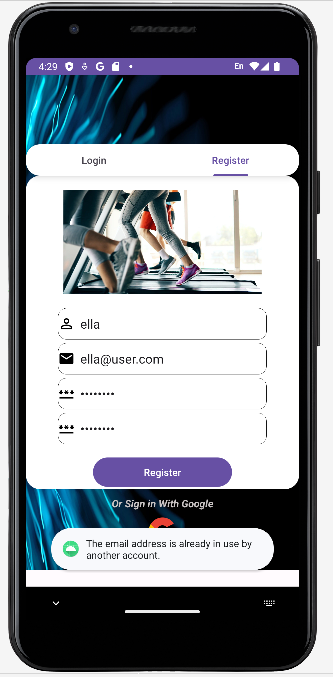 4:29 G En
Login Register
ella
ella@user.com
••••••••
••••••••
Register
Or Sign in With Google
The email address is already in use by
another account.